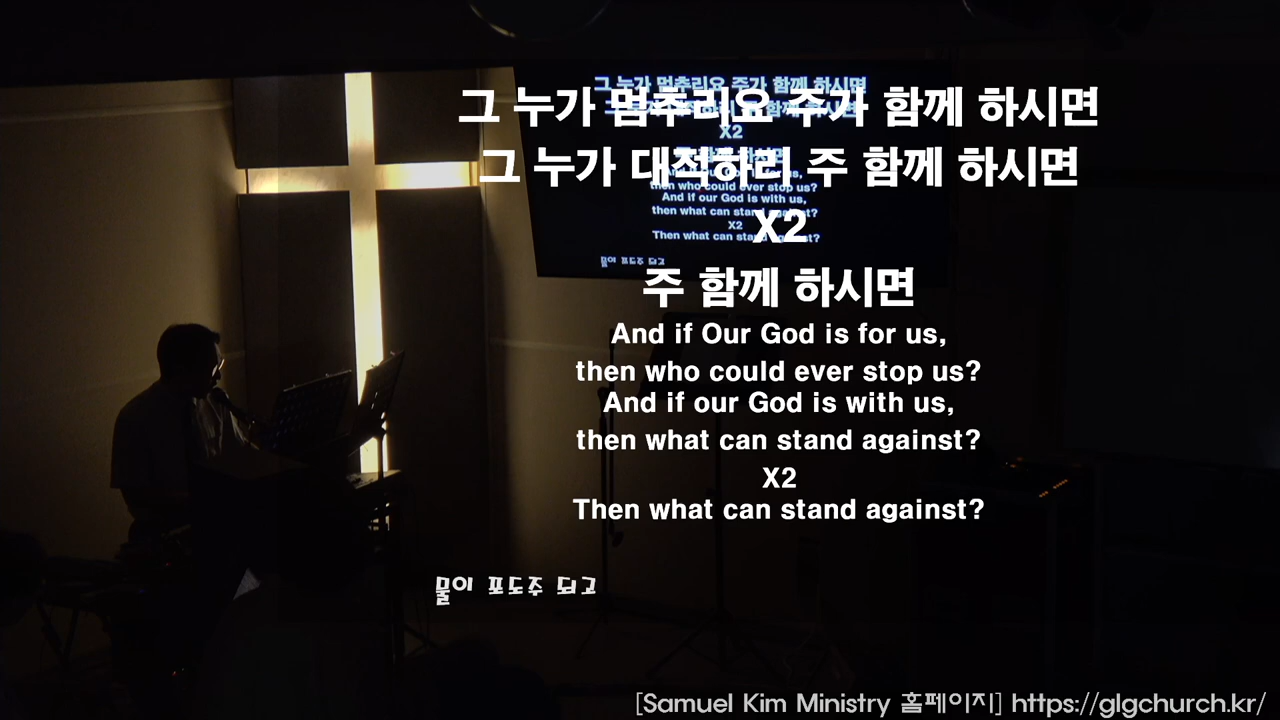 그 누가 멈추리요 주가 함께 하시면
그 누가 대적하리 주 함께 하시면
X2
주 함께 하시면
And if Our God is for us,
then who could ever stop us?
And if our God is with us,
then what can stand against?
X2
Then what can stand against?
물이 포도주 되고
[Samuel Kim Ministry 홈페이지] https://glgchurch.kr/